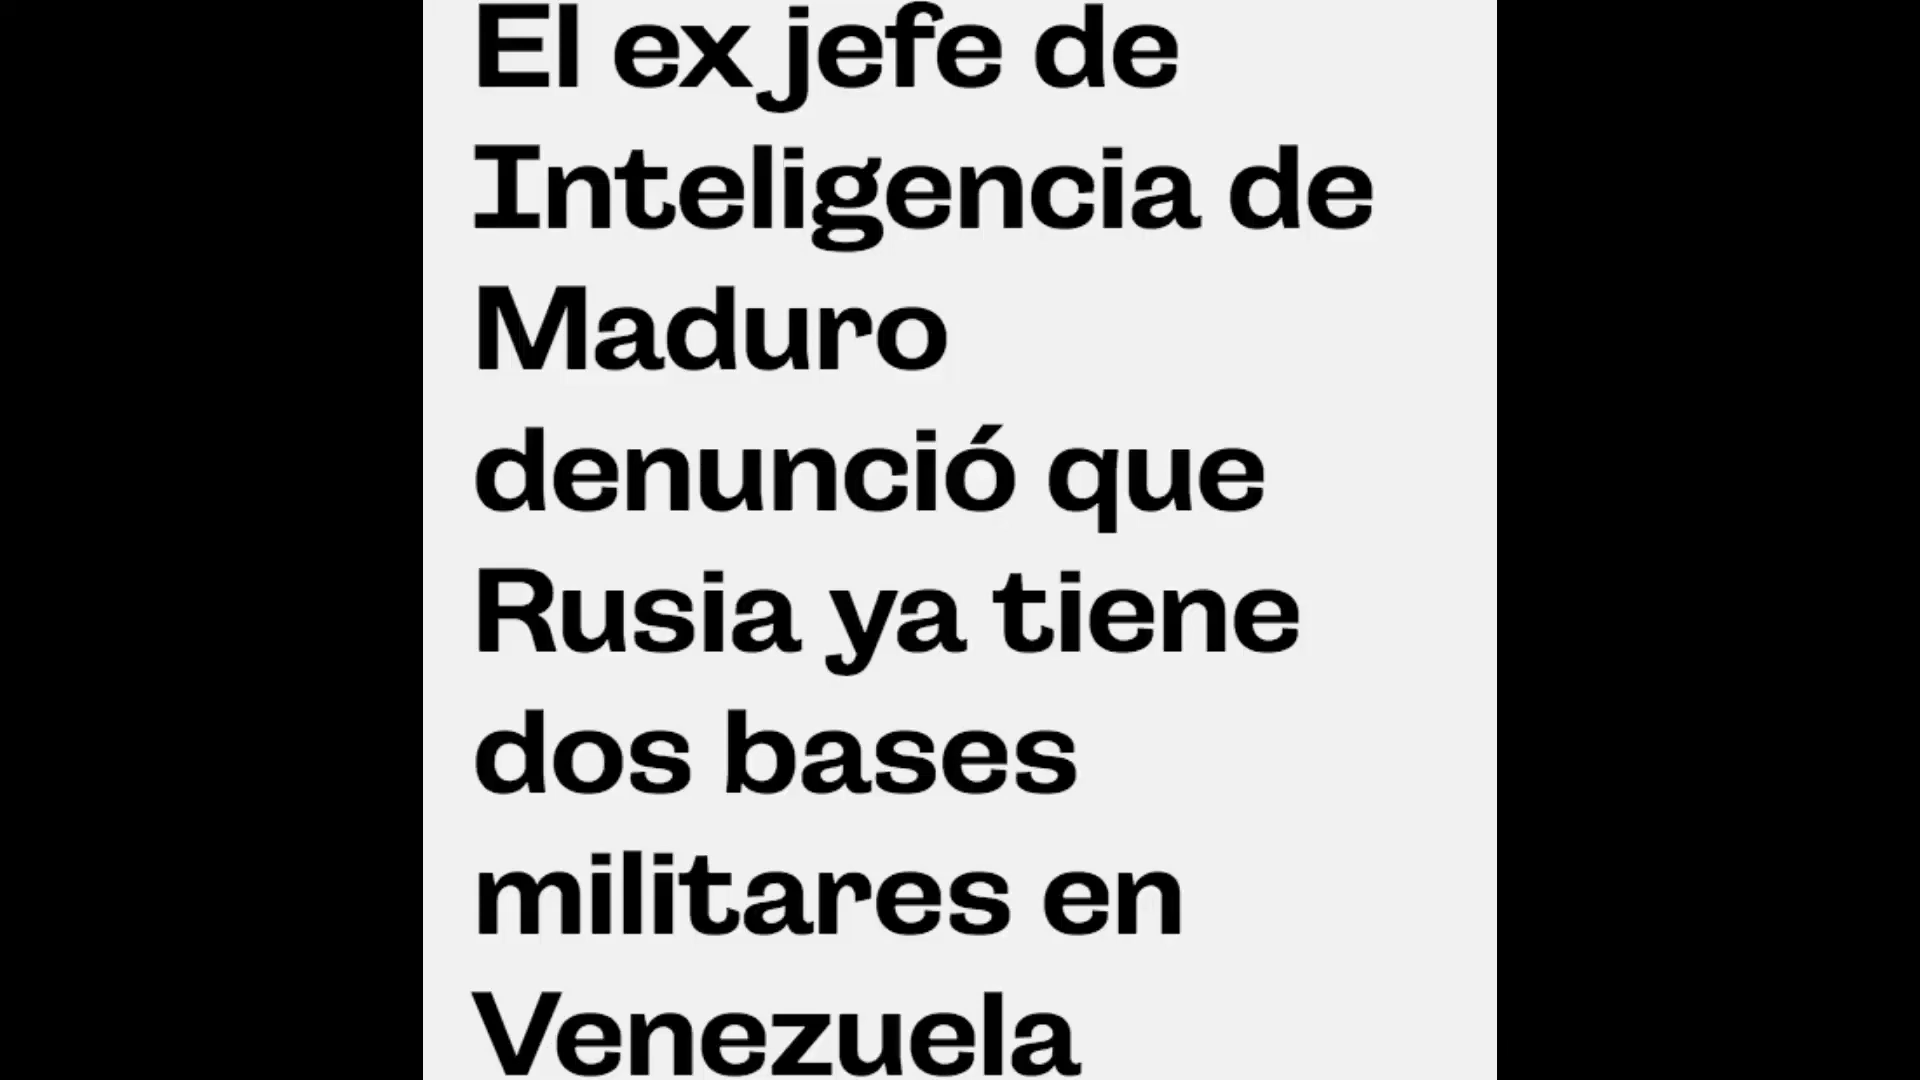 El ex jefe de
Inteligencia de
Maduro
denunció que
Rusia ya tiene
dos bases
militares en
Venezuela